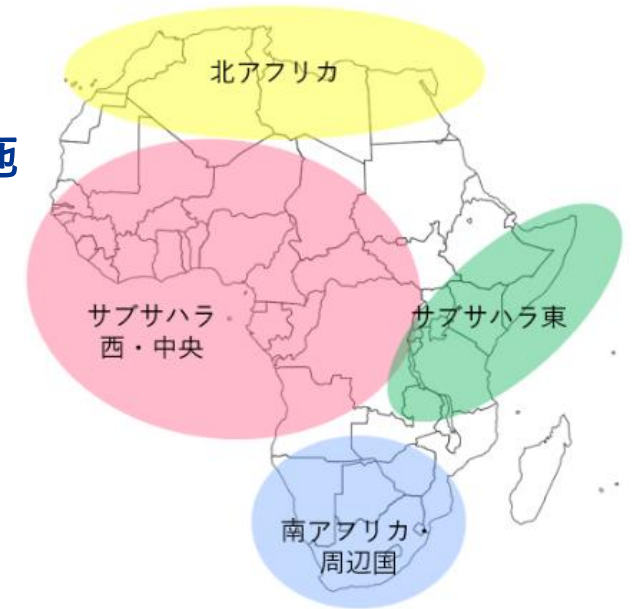 北アフリカ
施
サブサハラ
西・中央
サブサハラ東
南アフリカ
周辺国